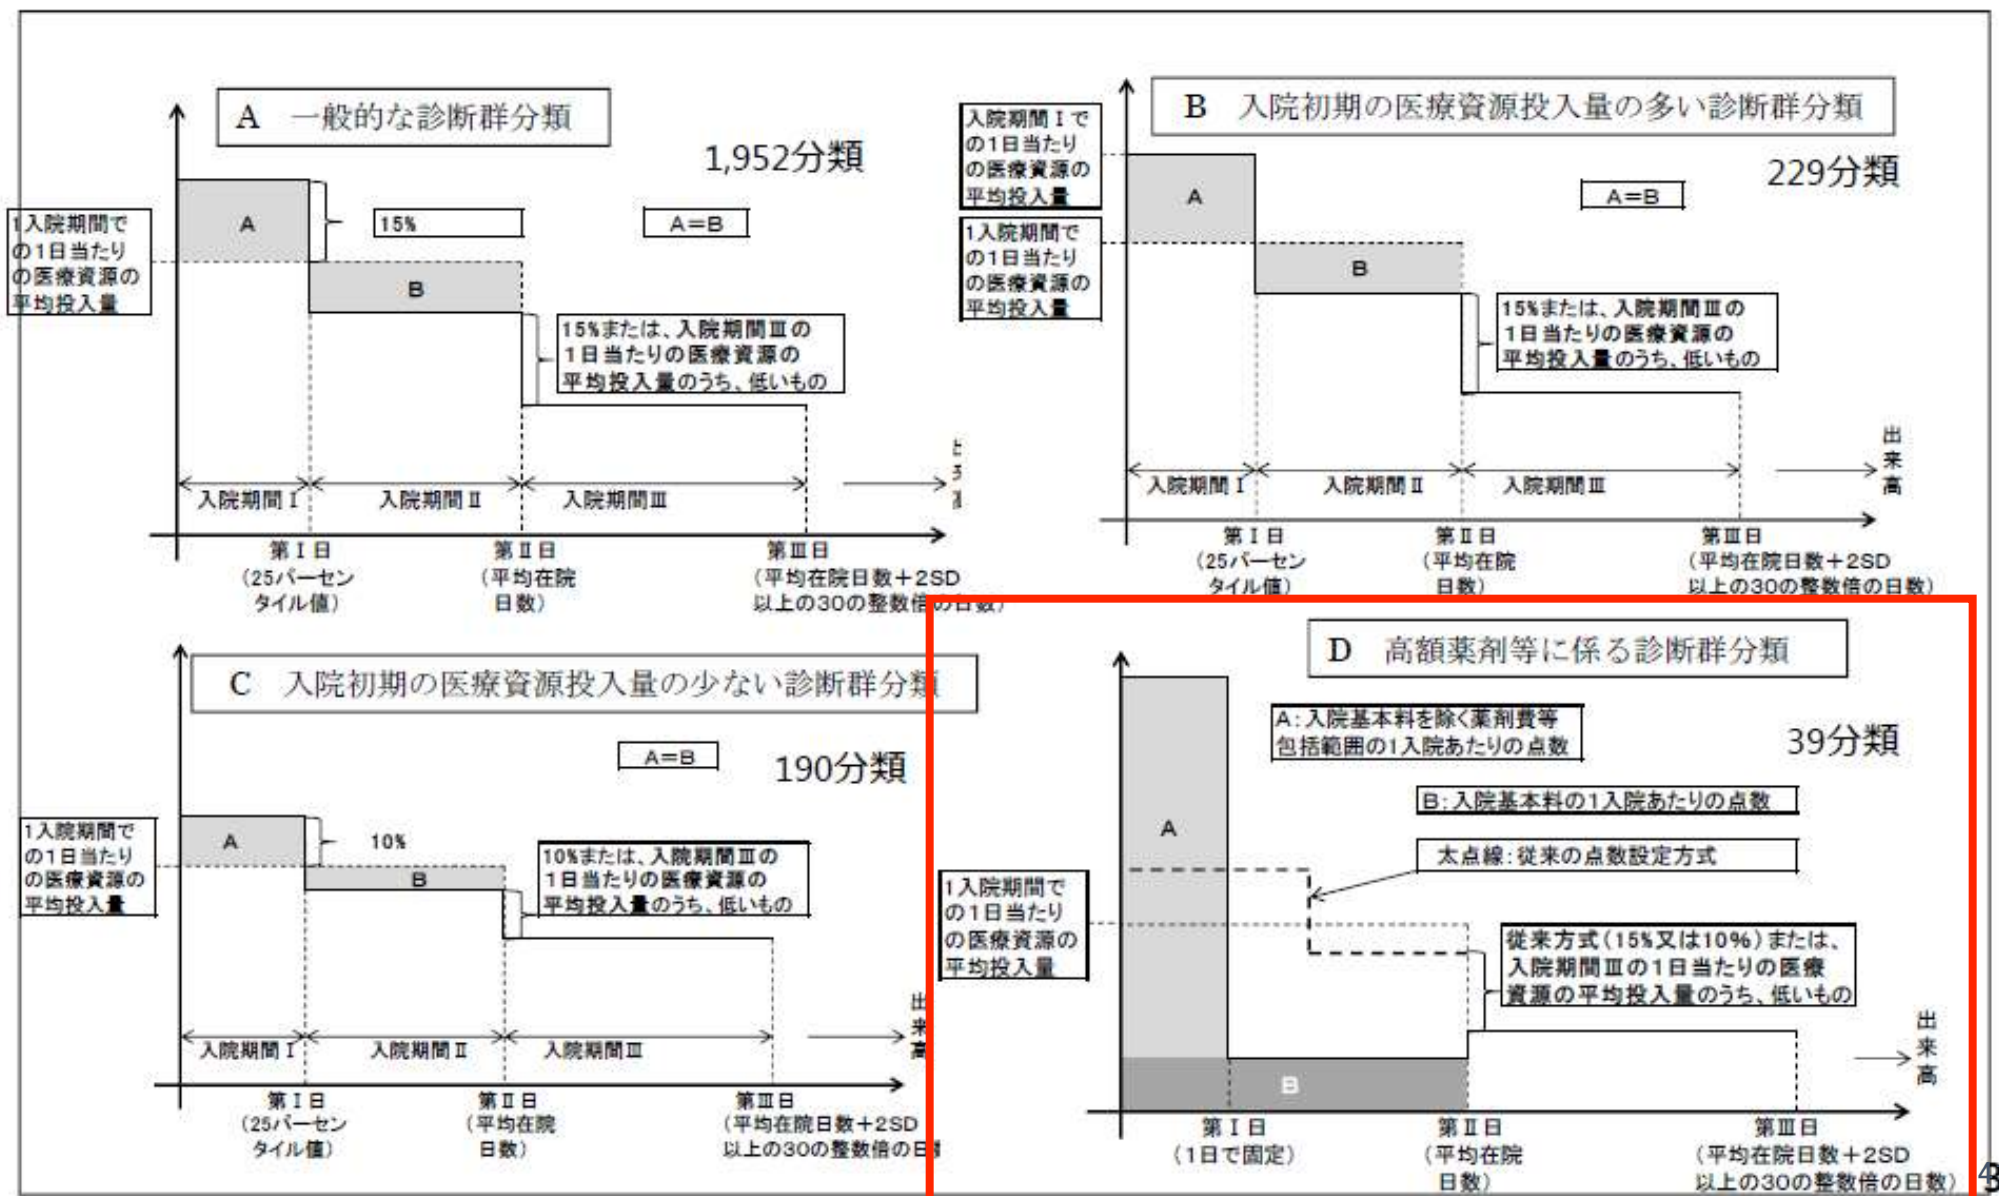 A 一般的な診断群分類
1,952分類
1入院期間で
の1日当たり
の医療資源の
平均投入量
A
15%
A=B
B
15%または、入院期間Ⅲの
1日当たりの医療資源の
平均投入量のうち、低いもの
入院期間Ⅰ
入院期間Ⅱ
入院期間Ⅲ
第Ⅰ日
(25パーセン
タイル値)
第Ⅱ日
(平均在院
日数)
第Ⅲ日
(平均在院日数+2SD
以上の30の整数倍の日数)
B 入院初期の医療資源投入量の多い診断群分類
229分類
入院期間Ⅰで
の1日当たり
の医療資源の
平均投入量
1入院期間で
の1日当たり
の医療資源の
平均投入量
A
A=B
B
15%または、入院期間Ⅲの
1日当たりの医療資源の
平均投入量のうち、低いもの
入院期間Ⅰ
入院期間Ⅱ
入院期間Ⅲ
出来高
第Ⅰ日
(25パーセン
タイル値)
第Ⅱ日
(平均在院
日数)
第Ⅲ日
(平均在院日数+2SD
以上の30の整数倍の日数)
C 入院初期の医療資源投入量の少ない診断群分類
A=B
190分類
1入院期間で
の1日当たり
の医療資源の
平均投入量
A
10%
B
10%または、入院期間Ⅲの
1日当たりの医療資源の
平均投入量のうち、低いもの
入院期間Ⅰ
入院期間Ⅱ
入院期間Ⅲ
出来高
第Ⅰ日
(25パーセン
タイル値)
第Ⅱ日
(平均在院
日数)
第Ⅲ日
(平均在院日数+2SD
以上の30の整数倍の日
D 高額薬剤等に係る診断群分類
39分類
A:入院基本料を除く薬剤費等
包括範囲の1入院あたりの点数
B:入院基本料の1入院あたりの点数
太点線:従来の点数設定方式
A
1入院期間で
の1日当たり
の医療資源の
平均投入量
従来方式(15%又は10%)または、
入院期間Ⅲの1日当たりの医療
資源の平均投入量のうち、低いもの
B
出来高
第Ⅰ日
(1日で固定)
第Ⅱ日
(平均在院
日数)
第Ⅲ日
(平均在院日数+2SD
以上の30の整数倍の日数)